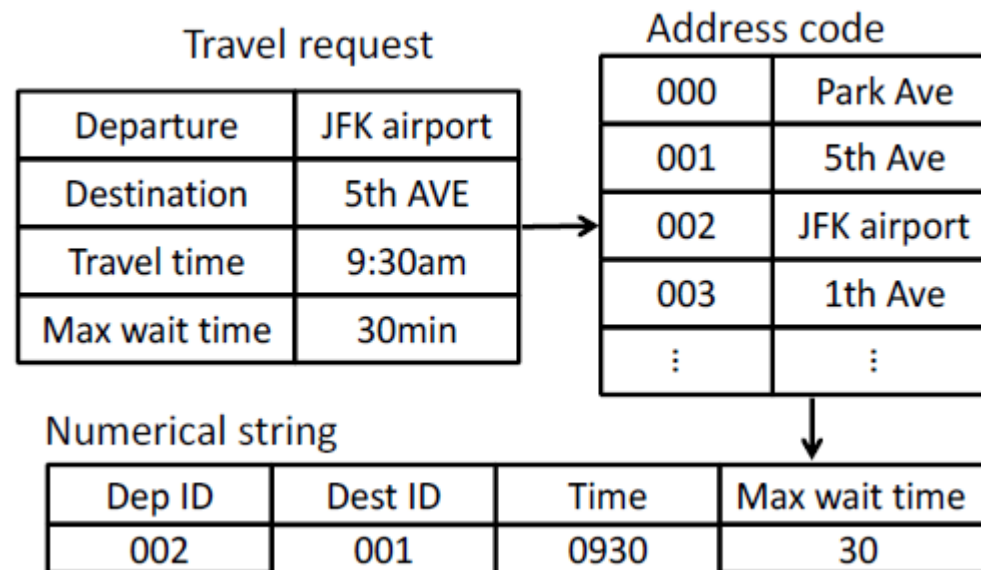 Travel request
Departure JFK airport
Destination 5th AVE
Travel time 9:30am
Max wait time 30min
Address code
000 Park Ave
001 5th Ave
002 JFK airport
003 1th Ave
⋮ ⋮
Numerical string
Dep ID Dest ID Time Max wait time
002 001 0930 30